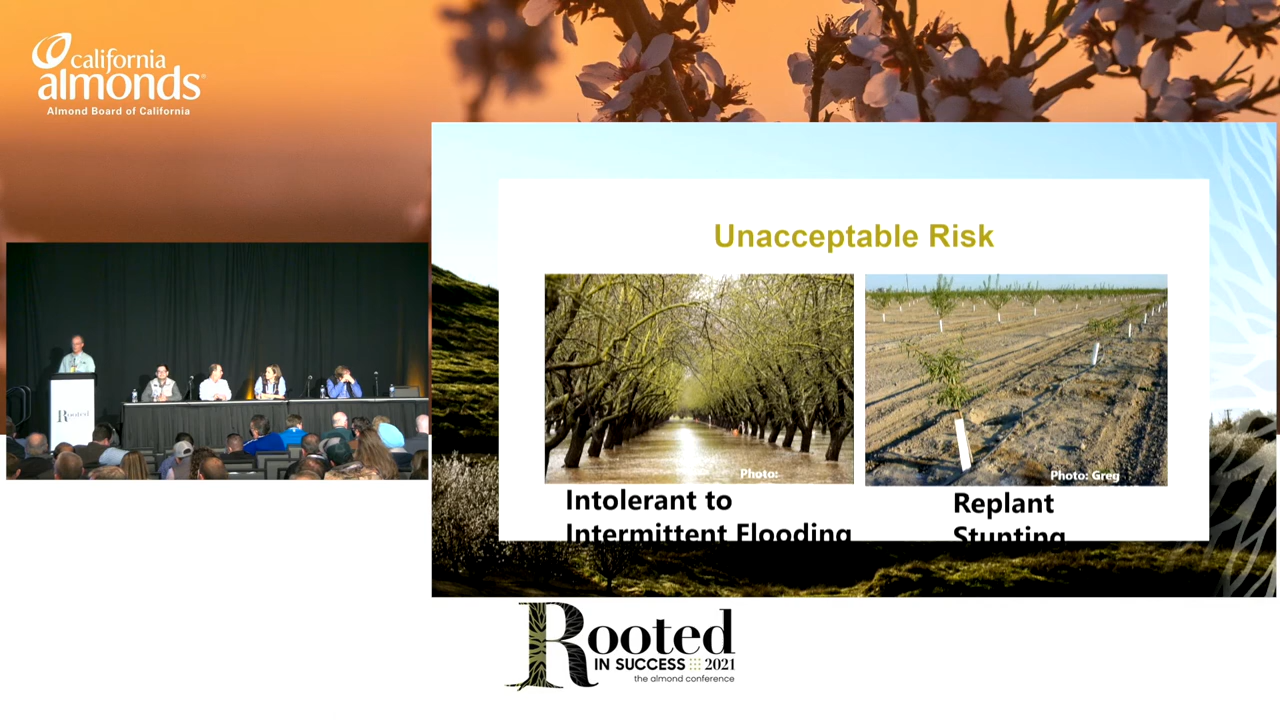 california
almonds
Almond Board of California
Unacceptable Risk
Photo:
Photo: Greg
Intolerant to
Intermittent Flooding
Replant
Stunting
Rooted
Rooted
IN SUCCESS 2021
the almond conference